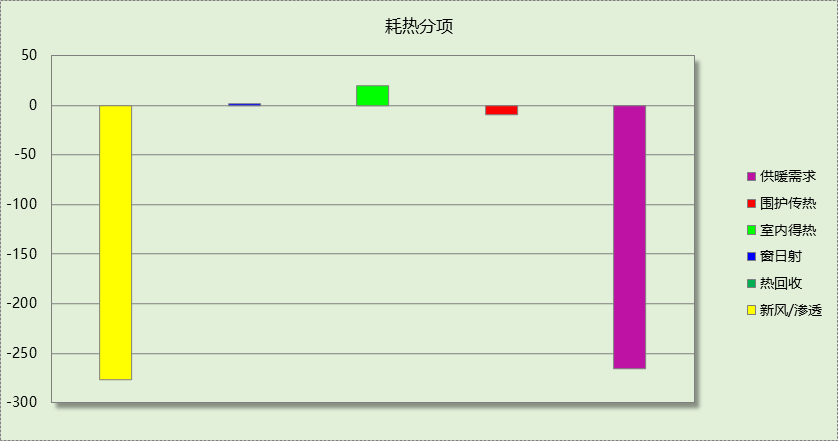 耗热分项
50
0
-50
-100
-150
-200
-250
-300
供暖需求
围护传热
室内得热
窗日射
热回收
新风/渗透